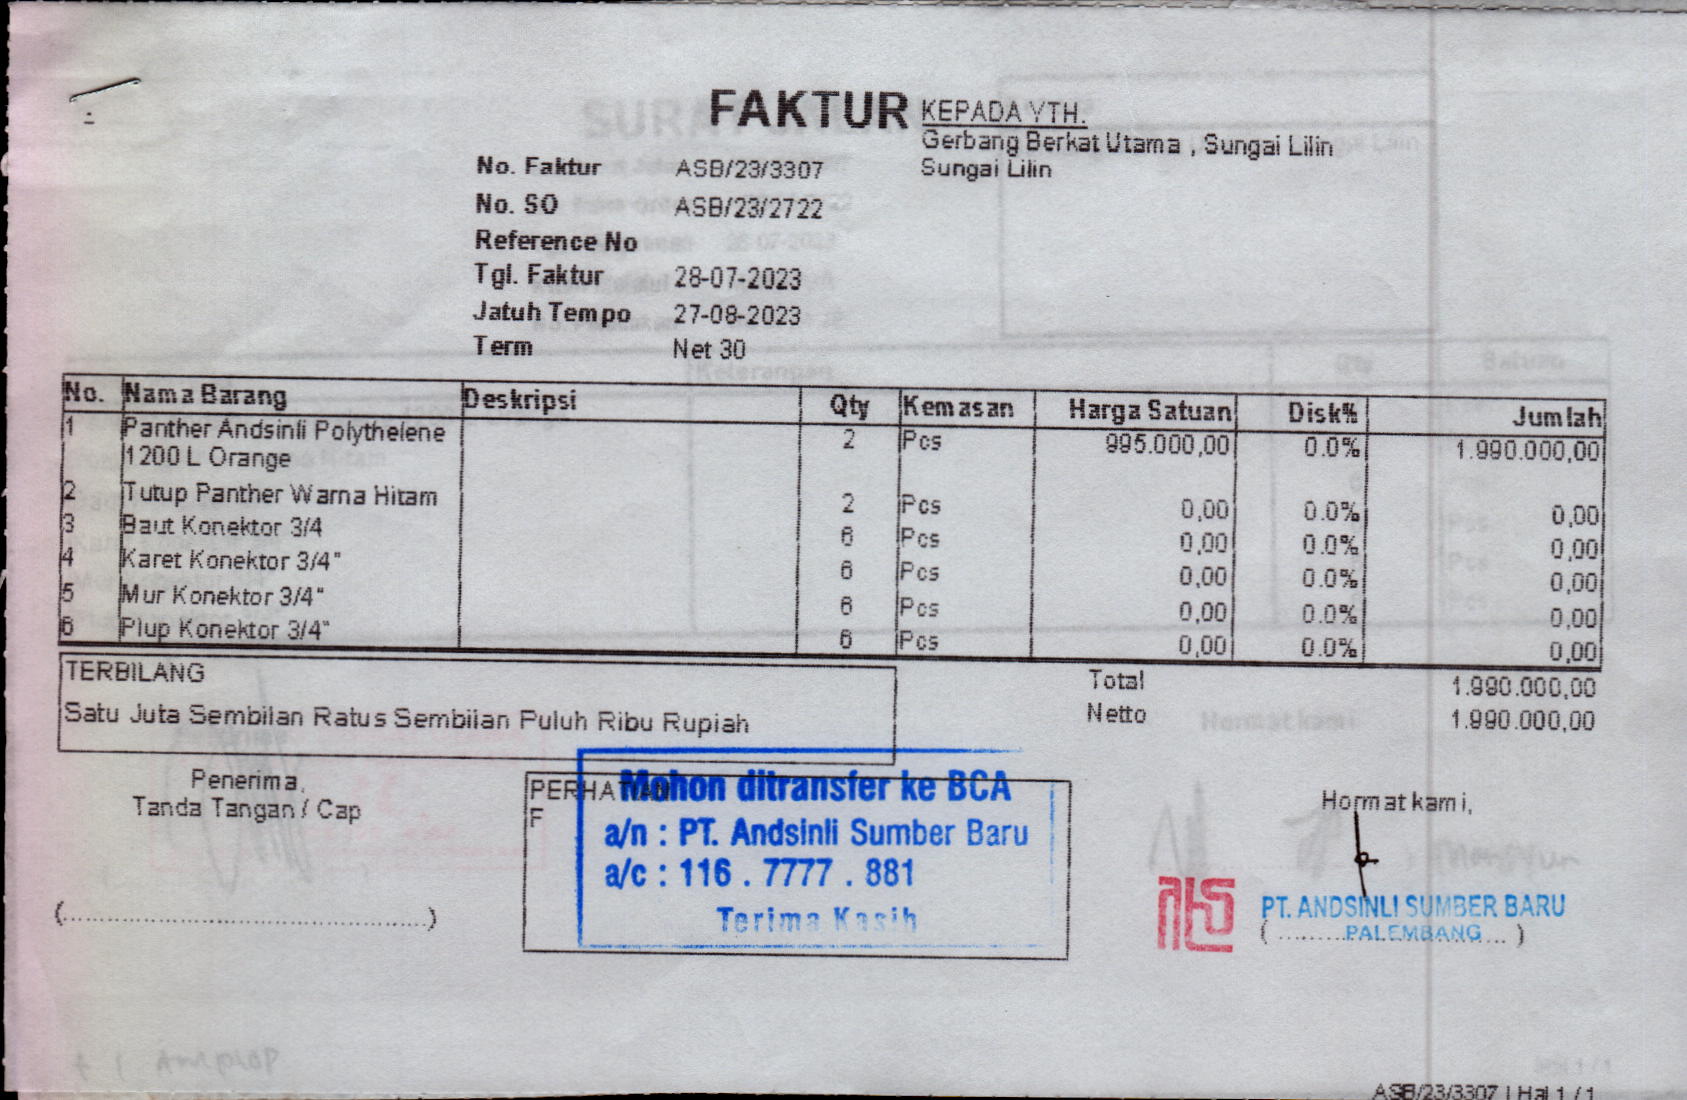 FAKTUR
KEPADA YTH.
Gerbang Berkat Utama , Sungai Lilin
Sungai Lilin
No. Faktur ASB/23/3307
No. SO ASB/23/2722
Reference No
Tgl. Faktur 28-07-2023
Jatuh Tempo 27-08-2023
Term Net 30
No. Nama Barang Deskripsi Qty Kemasan Harga Satuan Disk% Jumlah
1 Panther Andsinli Polythelene 2 Pcs 995.000,00 0.0% 1.990.000,00
1200 L Orange
2 Tutup Panther Warna Hitam 2 Pcs 0,00 0.0% 0,00
3 Baut Konektor 3/4 6 Pcs 0,00 0.0% 0,00
4 Karet Konektor 3/4" 6 Pcs 0,00 0.0% 0,00
5 Mur Konektor 3/4" 6 Pcs 0,00 0.0% 0,00
6 Plup Konektor 3/4" 6 Pcs 0,00 0.0% 0,00
TERBILANG
Satu Juta Sembilan Ratus Sembilan Puluh Ribu Rupiah
Total 1.990.000,00
Netto 1.990.000,00
Penerima,
Tanda Tangan / Cap
(.....................................................)
PERHATIAN
F
Mohon ditransfer ke BCA
a/n : PT. Andsinli Sumber Baru
a/c : 116 . 7777 . 881
Terima Kasih
Hormat kami,
PT. ANDSINLI SUMBER BARU
PALEMBANG
ASB/23/3307 | Hal 1 / 1